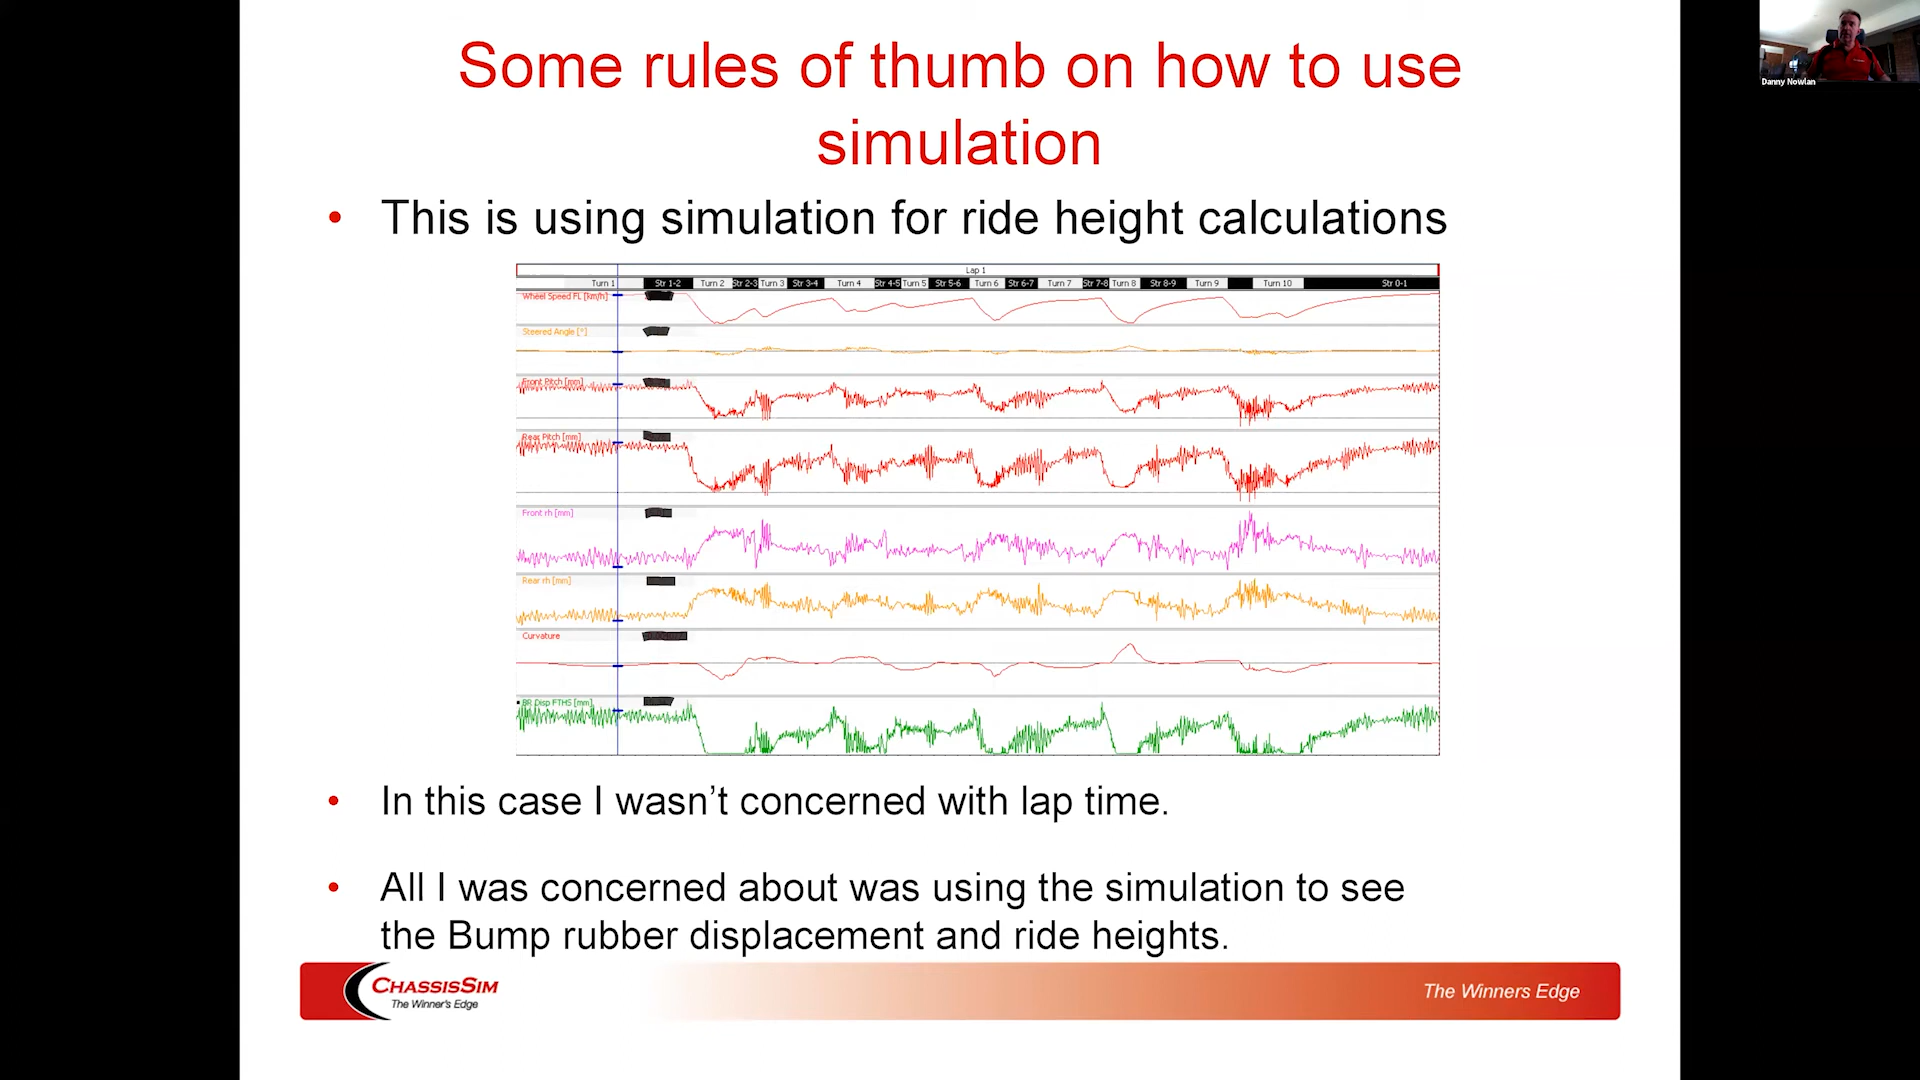 Some rules of thumb on how to use
simulation
Danny Nowlan
• This is using simulation for ride height calculations
Lap 1
Turn 1 Str 1-2 Turn 2 Str 2-3 Turn 3 Str 3-4 Turn 4 Str 4-5 Turn 5 Str 5-6 Turn 6 Str 6-7 Turn 7 Str 7-8 Turn 8 Str 8-9 Turn 9 Turn 10 Str 0-1
Wheel Speed FL [km/h]
Steered Angle [°]
Front Pitch [mm]
Rear Pitch [mm]
Front rh [mm]
Rear rh [mm]
Curvature
BR Disp FTHS [mm]
• In this case I wasn’t concerned with lap time.
• All I was concerned about was using the simulation to see
the Bump rubber displacement and ride heights.
CHASSISSIM
The Winner's Edge
The Winners Edge